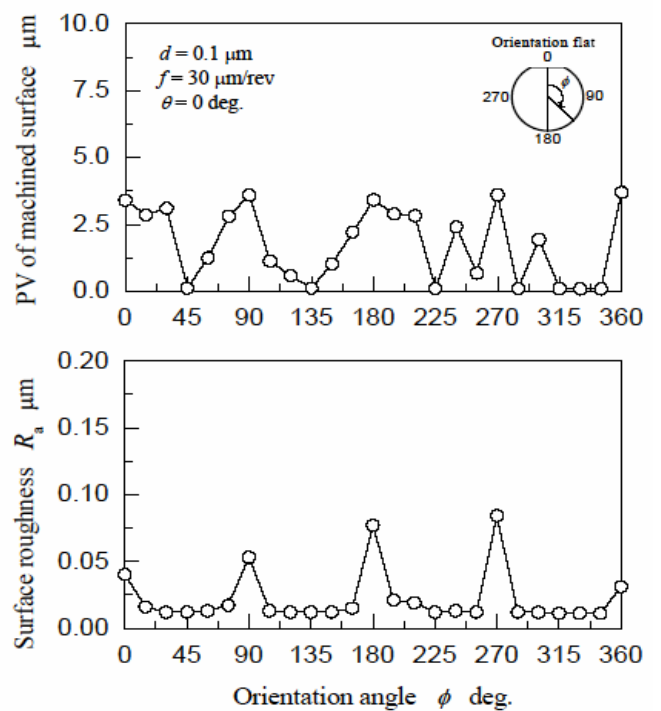 PV of machined surface μm
10.0
7.5
5.0
2.5
0.0
d = 0.1 μm
f = 30 μm/rev
θ = 0 deg.
Orientation flat
0
ϕ
270
90
180
0 45 90 135 180 225 270 315 360
Surface roughness Ra μm
0.20
0.15
0.10
0.05
0.00
0 45 90 135 180 225 270 315 360
Orientation angle ϕ deg.